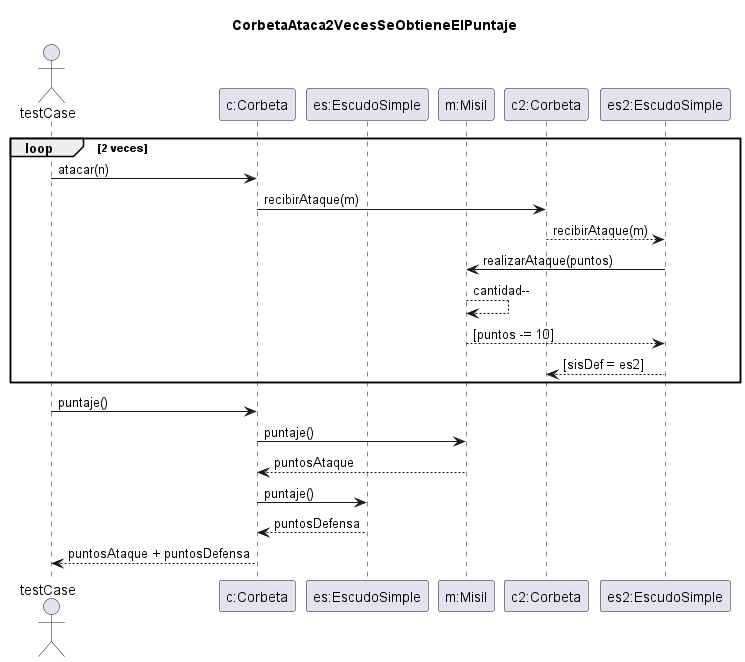 CorbetaAtaca2VecesSeObtieneElPuntaje
testCase
c:Corbeta es:EscudoSimple m:Misil c2:Corbeta es2:EscudoSimple
loop [2 veces]
atacar(n)
recibirAtaque(m)
recibirAtaque(m)
realizarAtaque(puntos)
cantidad--
[puntos -= 10]
[sisDef = es2]
puntaje()
puntaje()
puntosAtaque
puntaje()
puntosDefensa
puntosAtaque + puntosDefensa
testCase
c:Corbeta es:EscudoSimple m:Misil c2:Corbeta es2:EscudoSimple